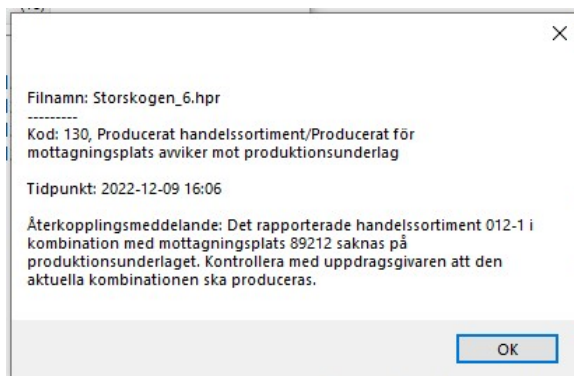 Filnamn: Storskogen_6.hpr
---------
Kod: 130, Producerat handelssortiment/Producerat för
mottagningsplats avviker mot produktionsunderlag
Tidpunkt: 2022-12-09 16:06
Återkopplingsmeddelande: Det rapporterade handelssortiment 012-1 i
kombination med mottagningsplats 89212 saknas på
produktionsunderlaget. Kontrollera med uppdragsgivaren att den
aktuella kombinationen ska produceras.
OK